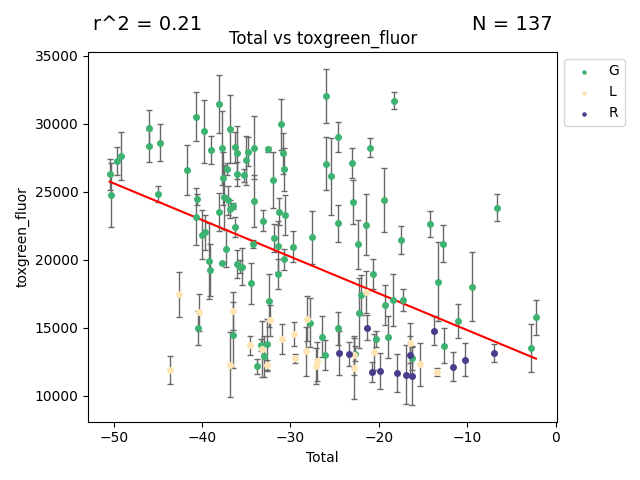 r^2 = 0.21
N = 137
Total vs toxgreen_fluor
35000
30000
25000
20000
15000
10000
toxgreen_fluor
−50
−40
−30
−20
−10
0
Total
G
L
R